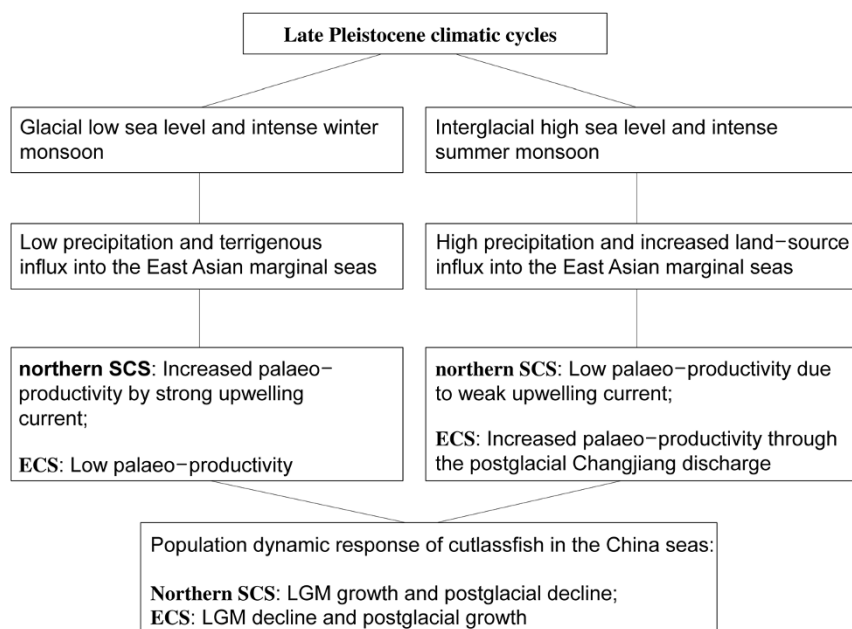 Late Pleistocene climatic cycles
Glacial low sea level and intense winter
monsoon
Interglacial high sea level and intense
summer monsoon
Low precipitation and terrigenous
influx into the East Asian marginal seas
High precipitation and increased land−source
influx into the East Asian marginal seas
northern SCS: Increased palaeo−
productivity by strong upwelling
current;
ECS: Low palaeo−productivity
northern SCS: Low palaeo−productivity due
to weak upwelling current;
ECS: Increased palaeo−productivity through
the postglacial Changjiang discharge
Population dynamic response of cutlassfish in the China seas:
Northern SCS: LGM growth and postglacial decline;
ECS: LGM decline and postglacial growth